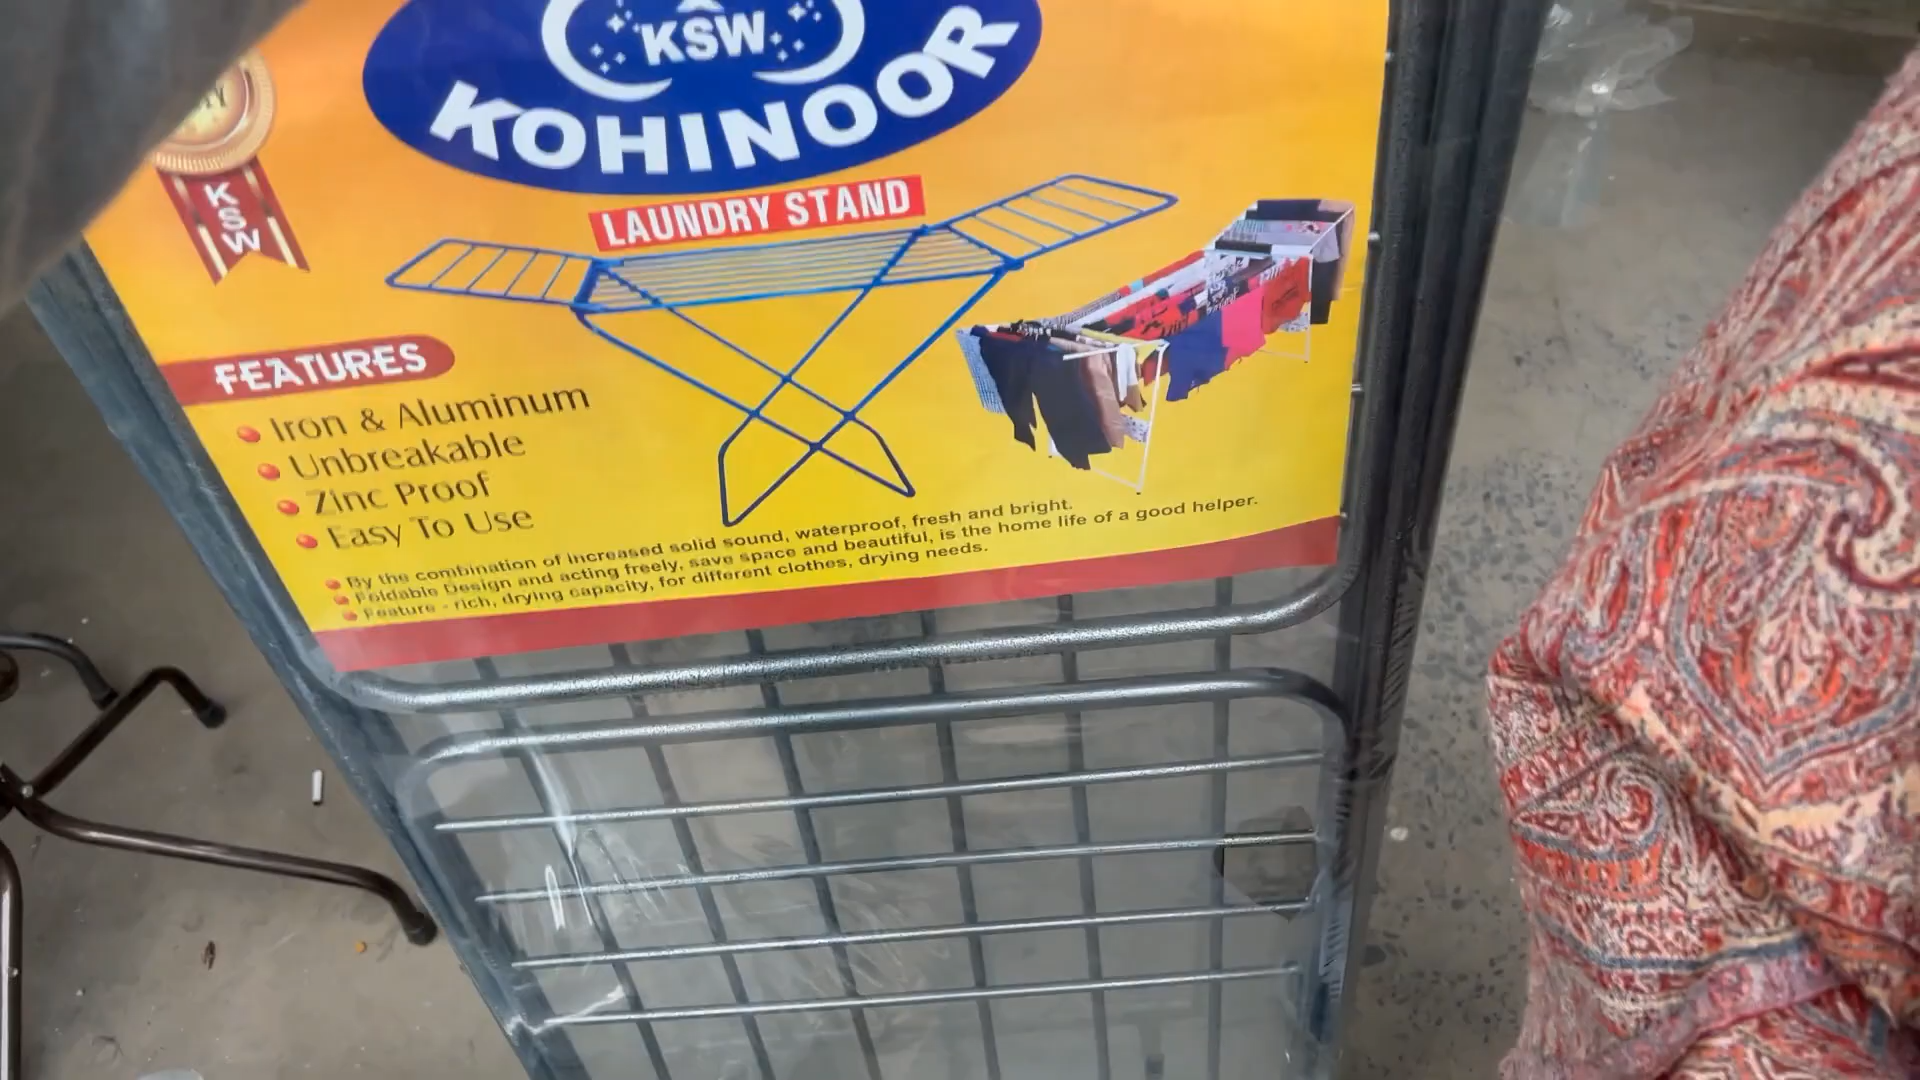 KSW
KOHINOOR
LAUNDRY STAND
KSW
FEATURES
Iron & Aluminum
Unbreakable
Zinc Proof
Easy To Use
By the combination of increased solid sound, waterproof, fresh and bright.
Foldable Design and acting freely, save space and beautiful, is the home life of a good helper.
Feature - rich, drying capacity, for different clothes, drying needs.